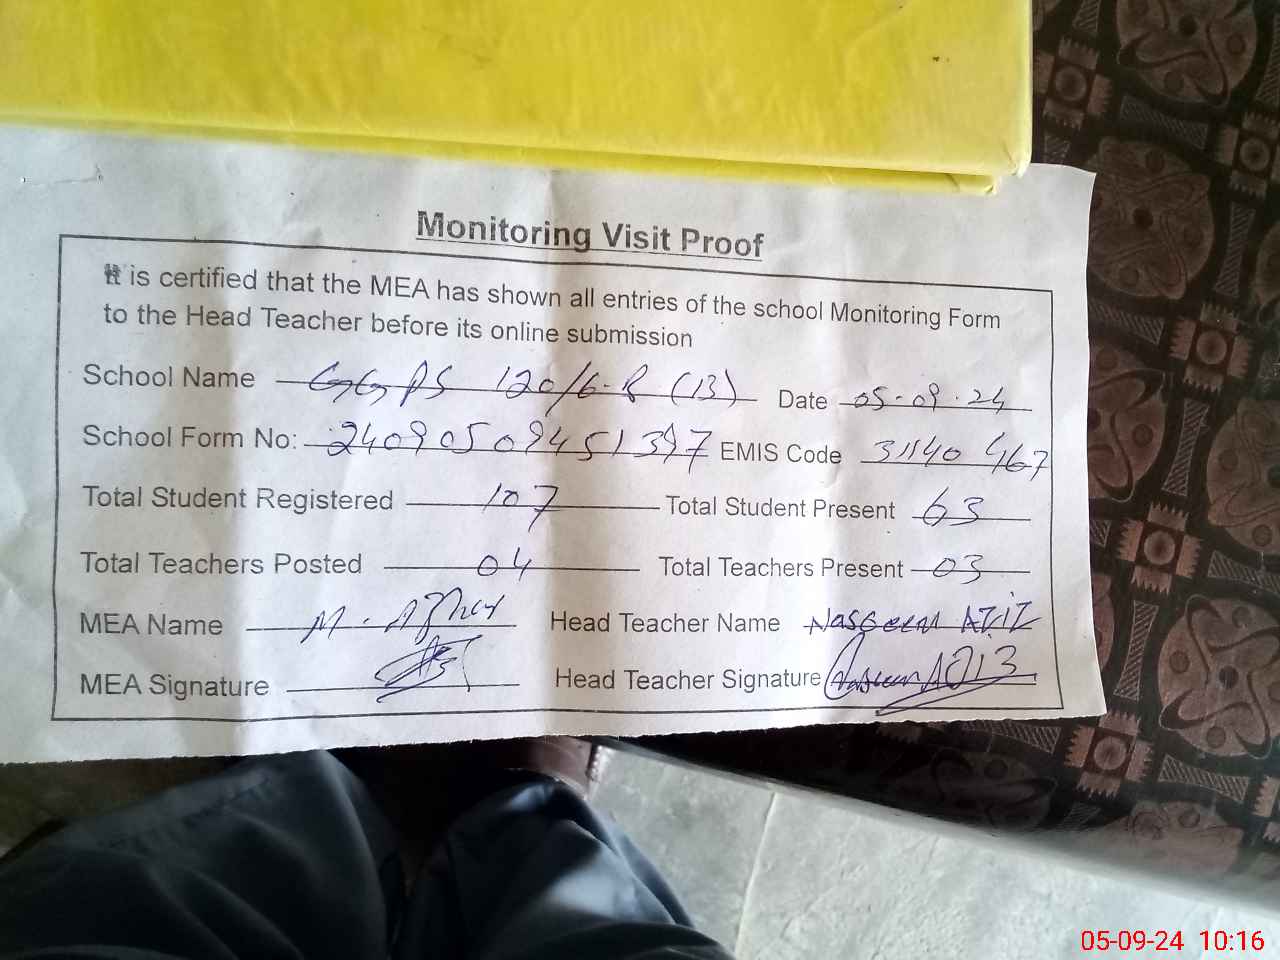 Monitoring Visit Proof
It is certified that the MEA has shown all entries of the school Monitoring Form
to the Head Teacher before its online submission
School Name GGPS 120/6-R (13) Date 05-09-24
School Form No: 24090509451397 EMIS Code 31140467
Total Student Registered 107 Total Student Present 63
Total Teachers Posted 04 Total Teachers Present 03
MEA Name M. Head Teacher Name Naseem AZIZ
MEA Signature Head Teacher Signature
05-09-24 10:16